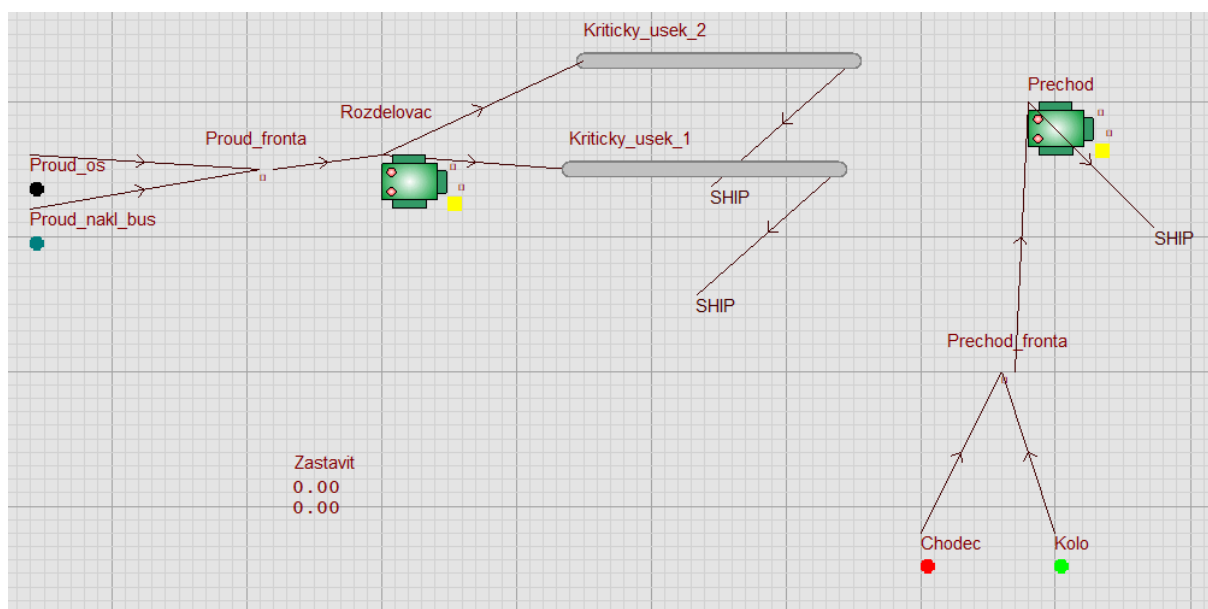 Kriticky_usek_2
Prechod
Rozdelovac
Proud_fronta
Kriticky_usek_1
Proud_os
SHIP
Proud_nakl_bus
SHIP
SHIP
Prechod_fronta
Zastavit
0.00
0.00
Chodec
Kolo